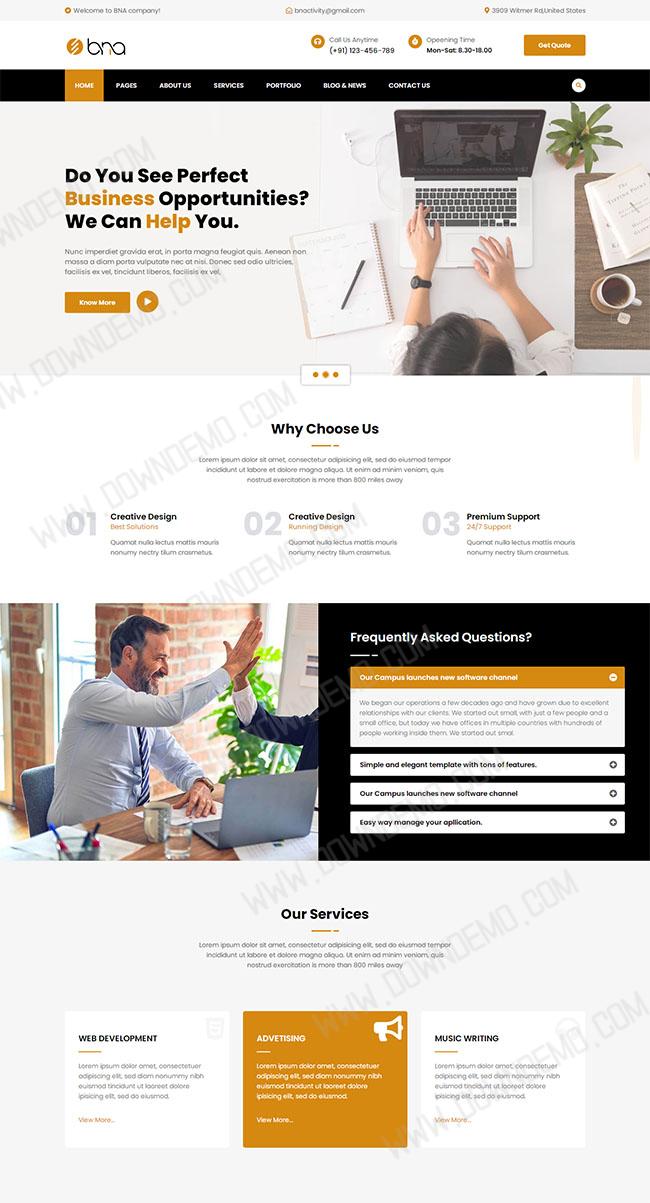 Welcome to BNA company!
bnactivity@gmail.com
3909 Witmer Rd,United States
bna
Call Us Anytime
(+91) 123-456-789
Opeening Time
Mon-Sat: 8.30-18.00
Get Quote
HOME
PAGES
ABOUT US
SERVICES
PORTFOLIO
BLOG & NEWS
CONTACT US
Do You See Perfect
Business Opportunities?
We Can Help You.
Nunc imperdiet gravida erat, in porta magna feugiat quis. Aenean non
massa a diam porta vulputate nec at nisi. Donec sed odio ultricies,
facilisis ex vel, tincidunt liberos, facilisis ex vel,
Know More
Why Choose Us
Lorem ipsum dolor sit amet, consectetur adipisicing elit, sed do eiusmod tempor
incididunt ut labore et dolore magna aliqua. Ut enim ad minim veniam, quis
nostrud exercitation is more than 800 miles away
01
Creative Design
Best Solutions
Quamat nulla lectus mattis mauris
nonumy nectry tilum crasmetus.
02
Creative Design
Running Design
Quamat nulla lectus mattis mauris
nonumy nectry tilum crasmetus.
03
Premium Support
24/7 Support
Quamat nulla lectus mattis mauris
nonumy nectry tilum crasmetus.
Frequently Asked Questions?
Our Campus launches new software channel
We began our operations a few decades ago and have grown due to excellent
relationships with our clients. We started out small, with just a few people and a
small office, but today we have offices in multiple countries with hundreds of
people working inside them. We started out smal.
Simple and elegant template with tons of features.
Our Campus launches new software channel
Easy way manage your apllication.
Our Services
Lorem ipsum dolor sit amet, consectetur adipisicing elit, sed do eiusmod tempor
incididunt ut labore et dolore magna aliqua. Ut enim ad minim veniam, quis
nostrud exercitation is more than 800 miles away
WEB DEVELOPMENT
Lorem ipsum dolor sit amet, consectetuer
adipiscing elit, sed diam nonummy nibh
euismod tincidunt ut laoreet dolore
ipiscing elit, sed do eiusmod.
View More...
ADVETISING
Lorem ipsum dolor sit amet, consectetuer
adipiscing elit, sed diam nonummy nibh
euismod tincidunt ut laoreet dolore
ipiscing elit, sed do eiusmod.
View More...
MUSIC WRITING
Lorem ipsum dolor sit amet, consectetuer
adipiscing elit, sed diam nonummy nibh
euismod tincidunt ut laoreet dolore
ipiscing elit, sed do eiusmod.
View More...
WWW.DOWNDEMO.COM